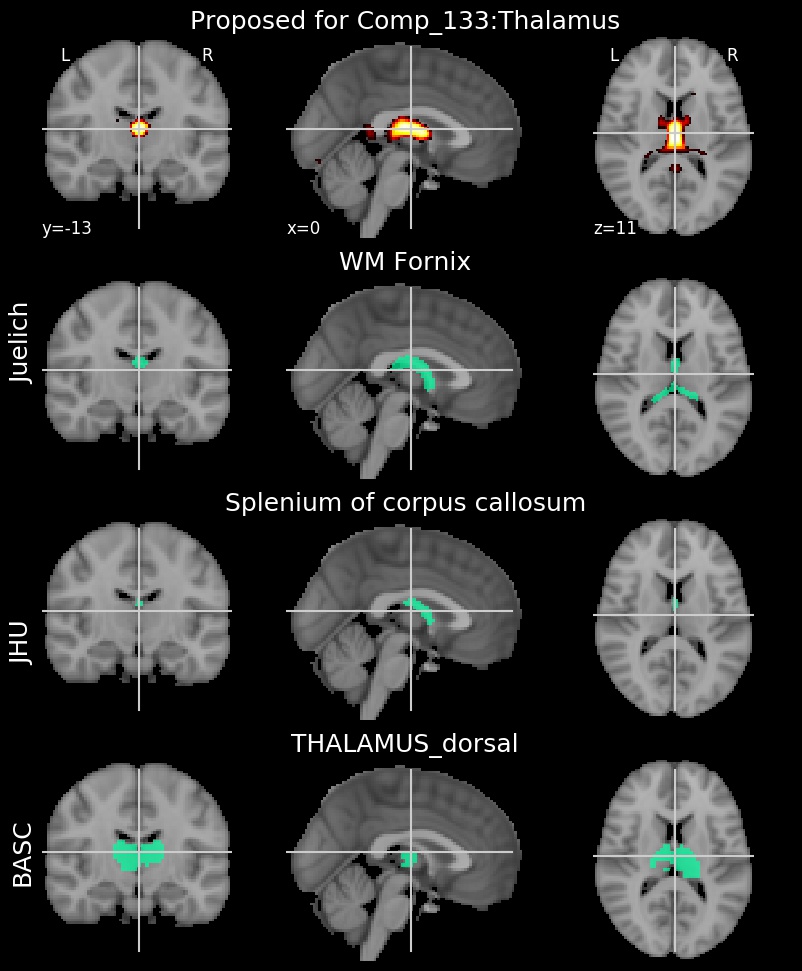 Proposed for Comp_133:Thalamus
L R L R
y=-13 x=0 z=11
WM Fornix
Juelich
Splenium of corpus callosum
JHU
THALAMUS_dorsal
BASC